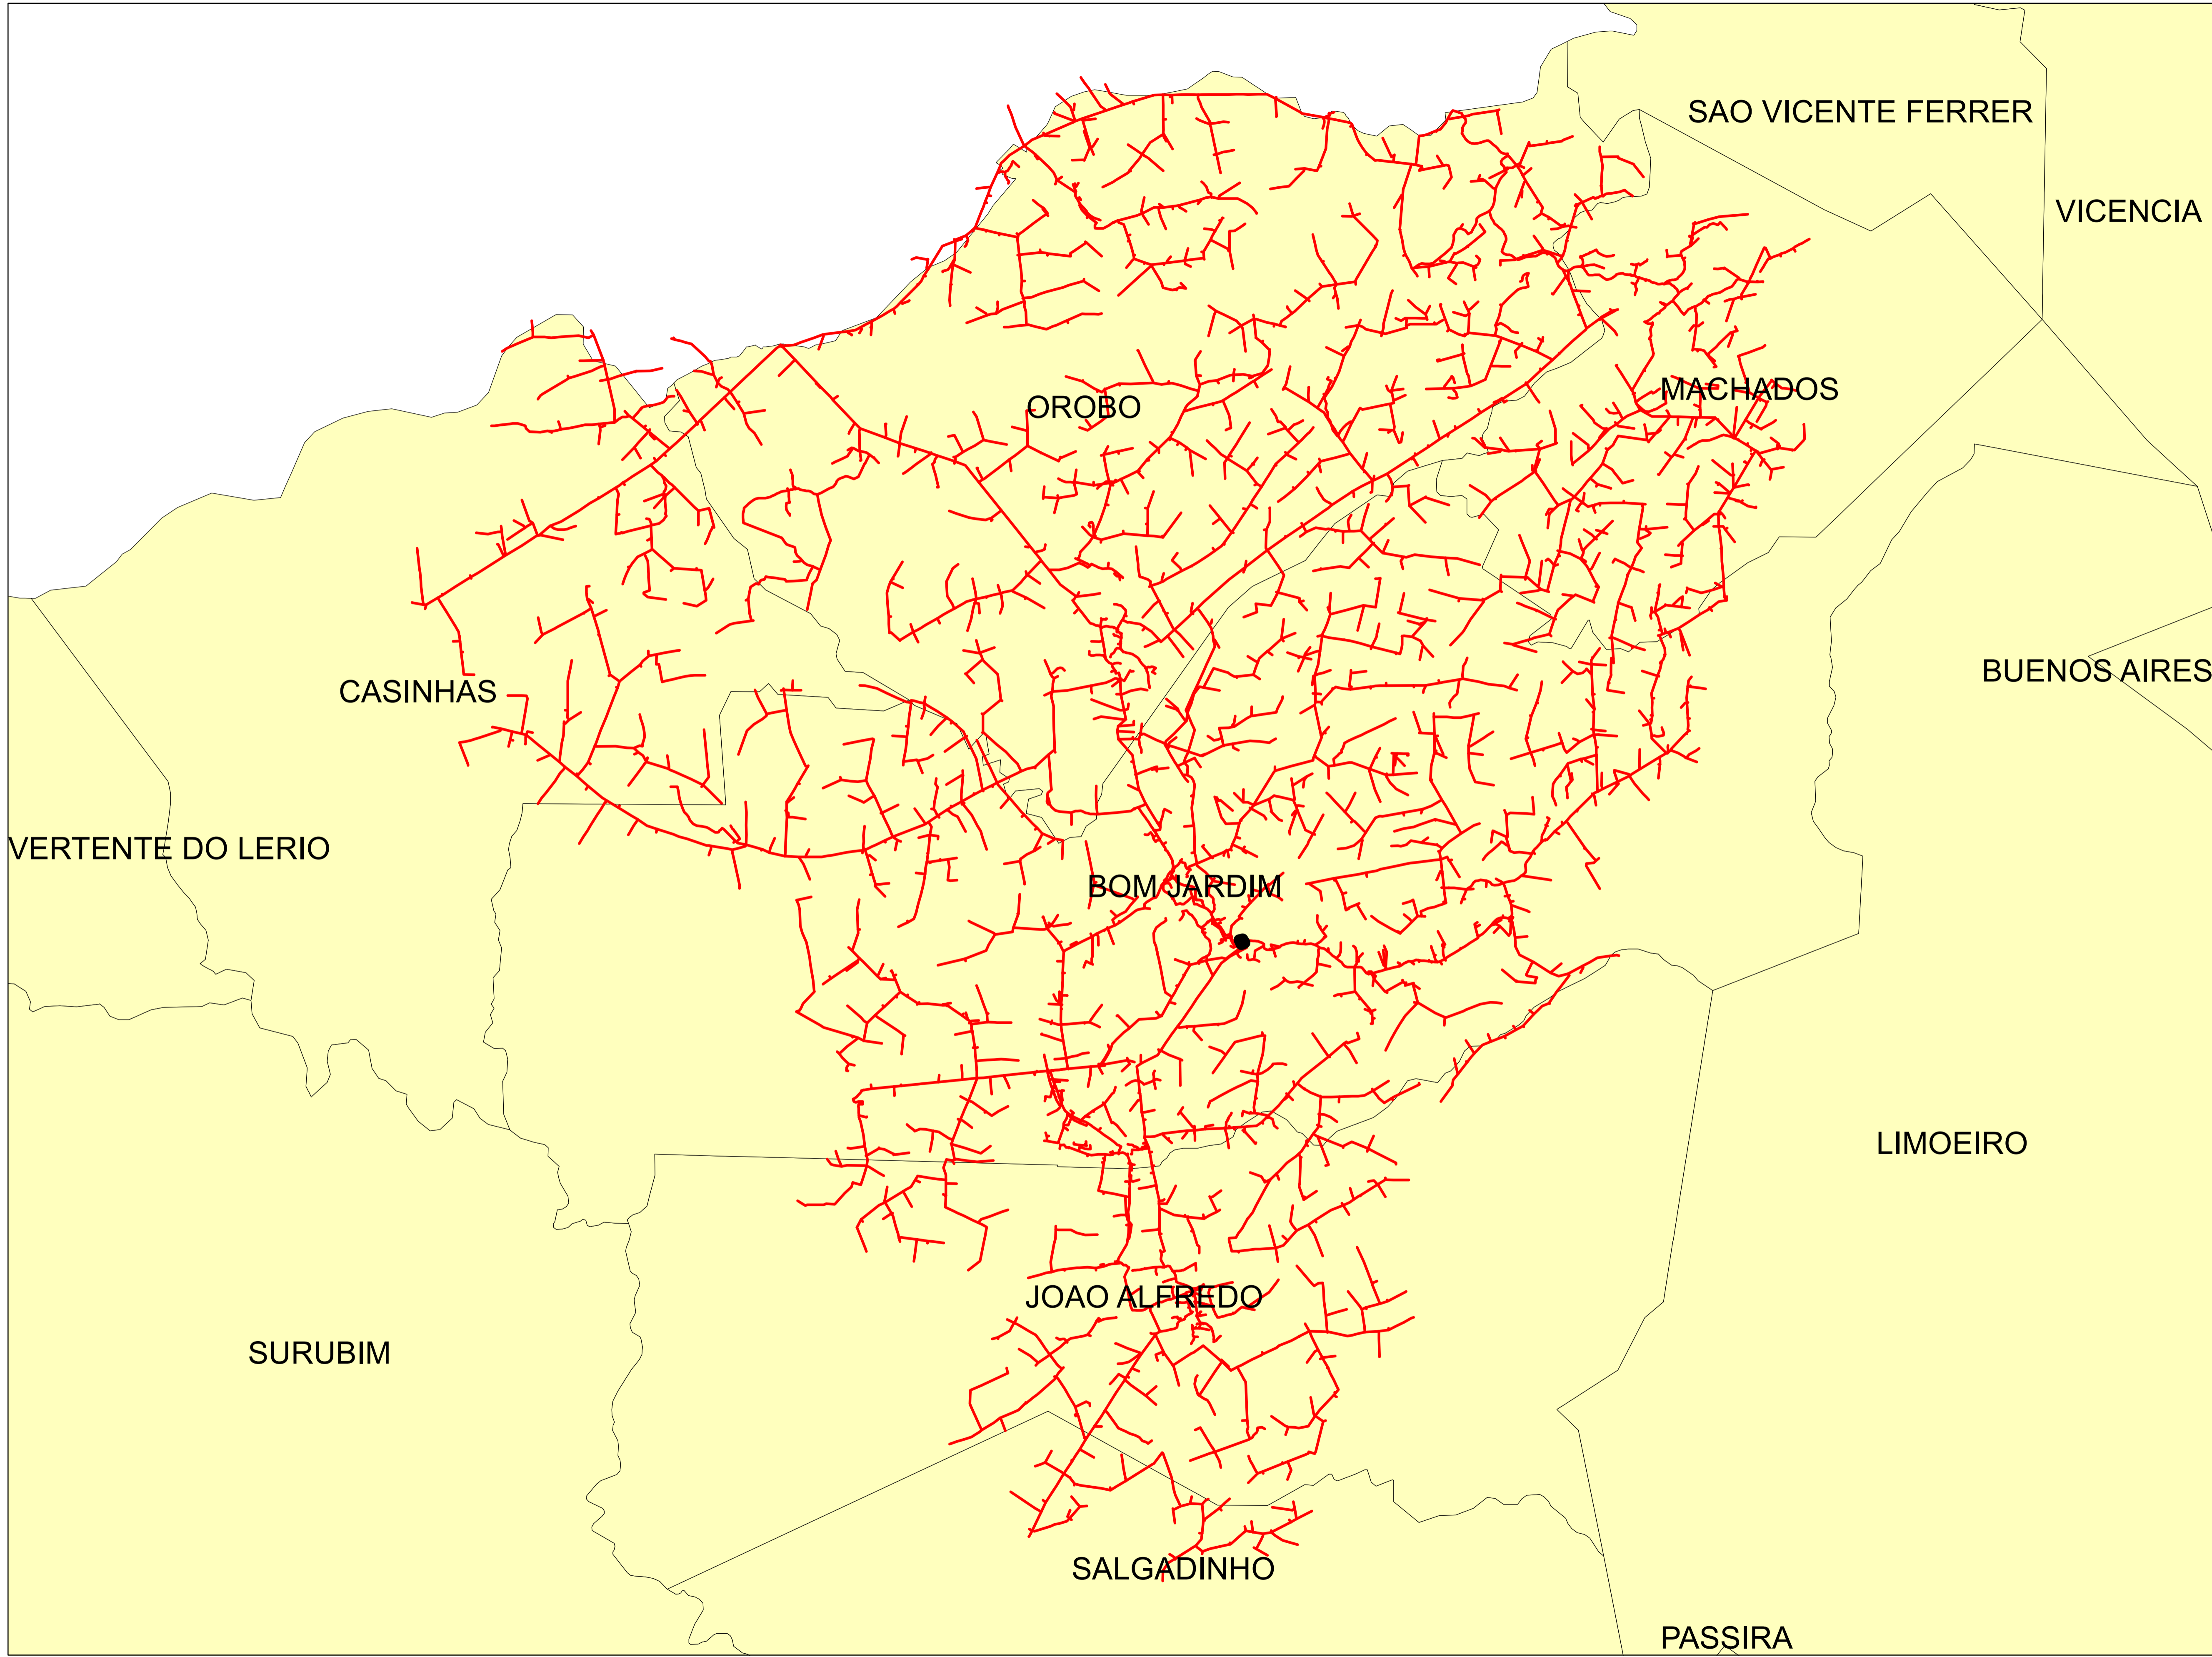 SAO VICENTE FERRER
VICENCIA
MACHADOS
OROBO
BUENOS AIRES
CASINHAS
VERTENTE DO LERIO
BOM JARDIM
LIMOEIRO
JOAO ALFREDO
SURUBIM
SALGADINHO
PASSIRA